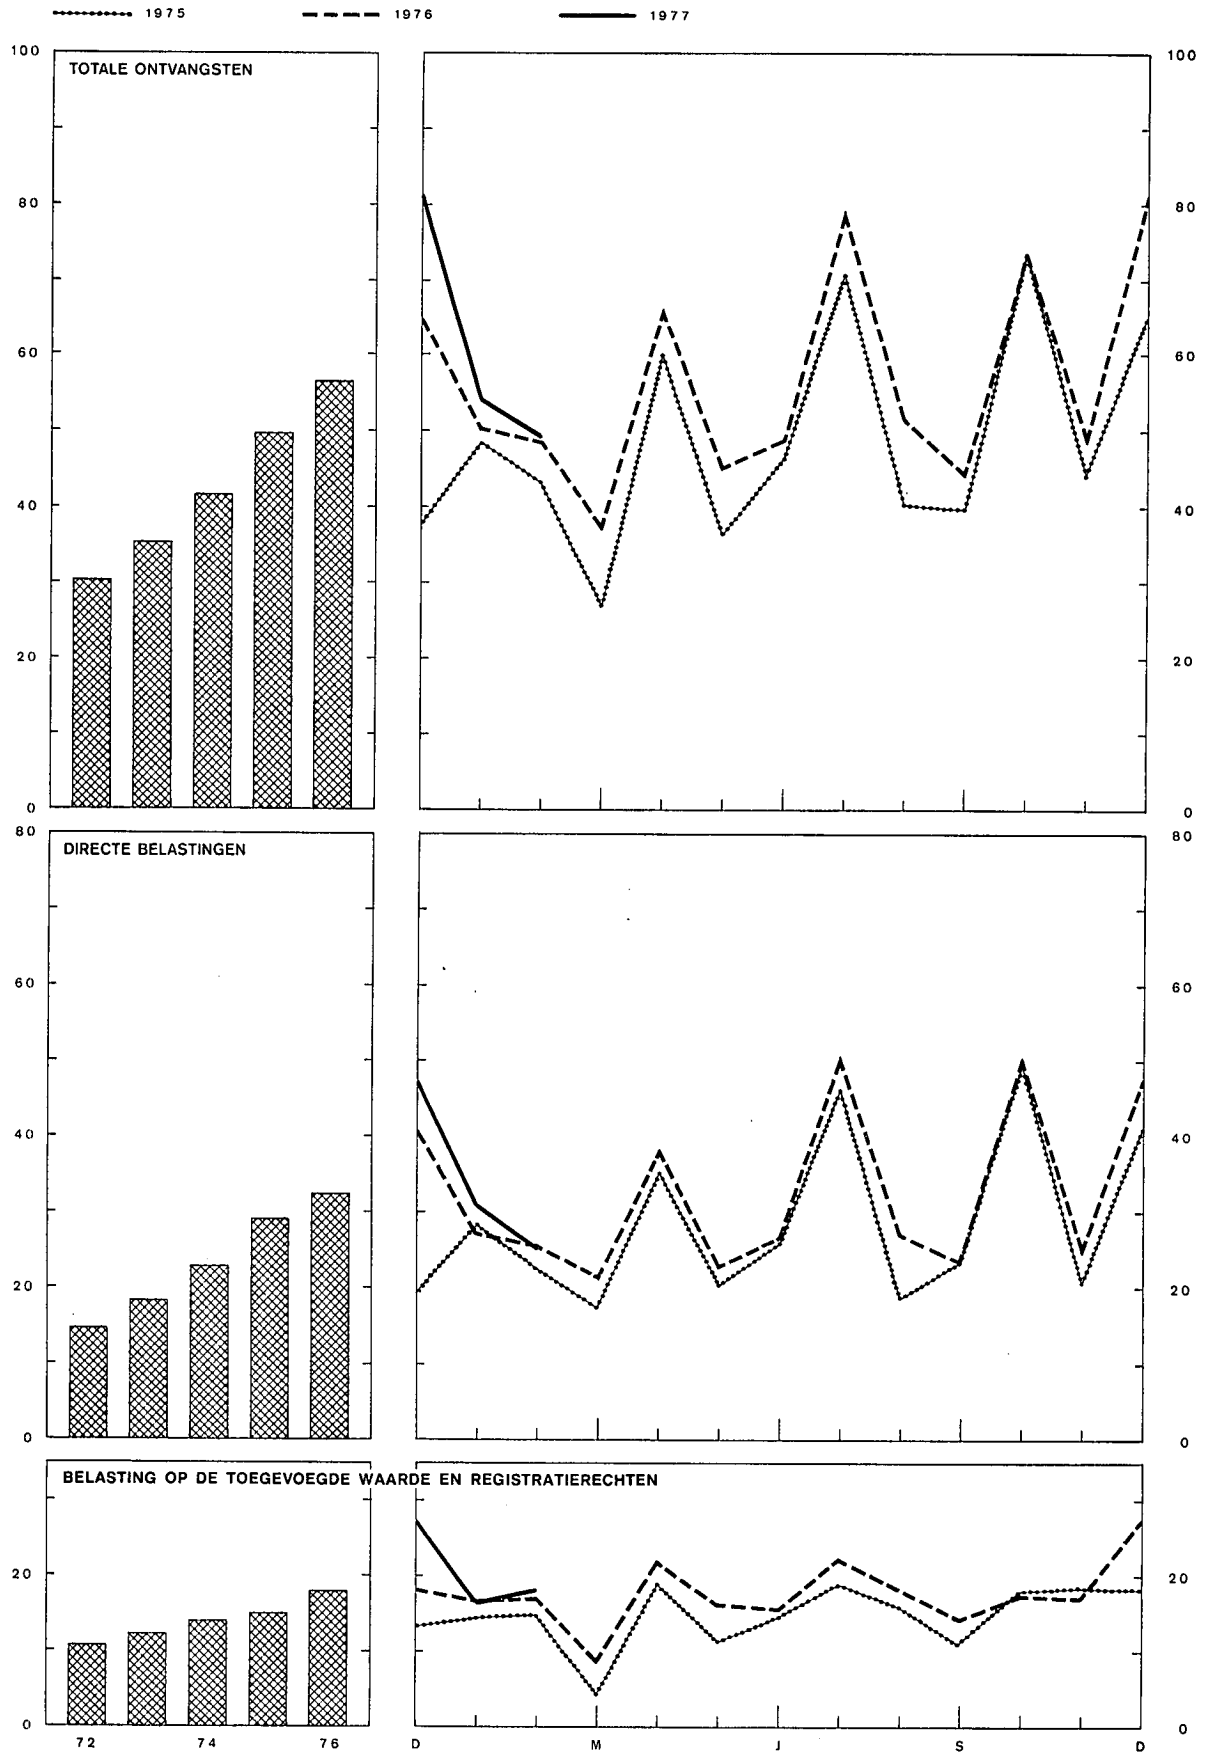 1975 1976 1977
100 100
TOTALE ONTVANGSTEN
80 80
60 60
40 40
20 20
0 0
80 80
DIRECTE BELASTINGEN
60 60
40 40
20 20
0 0
BELASTING OP DE TOEGEVOEGDE WAARDE EN REGISTRATIERECHTEN
20 20
0 0
72 74 76 D M J S D